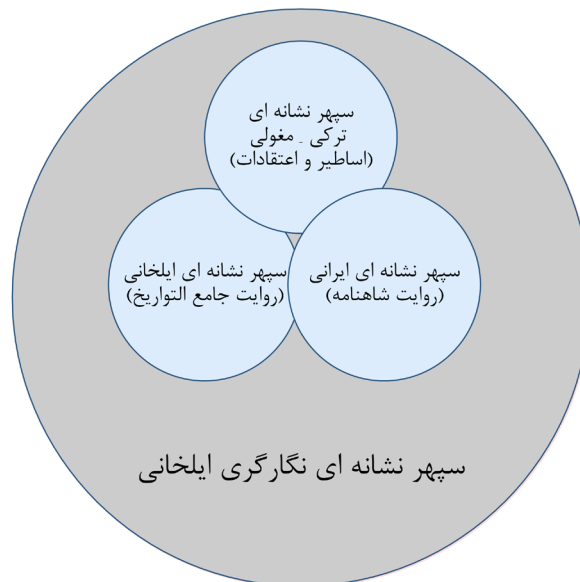 سپهر نشانه ای
ترکی - مغولی
(اساطیر و اعتقادات)
سپهر نشانه ای ایرانی
(روایت شاهنامه)
سپهر نشانه ای ایلخانی
(روایت جامع التواریخ)
سپهر نشانه ای نگارگری ایلخانی